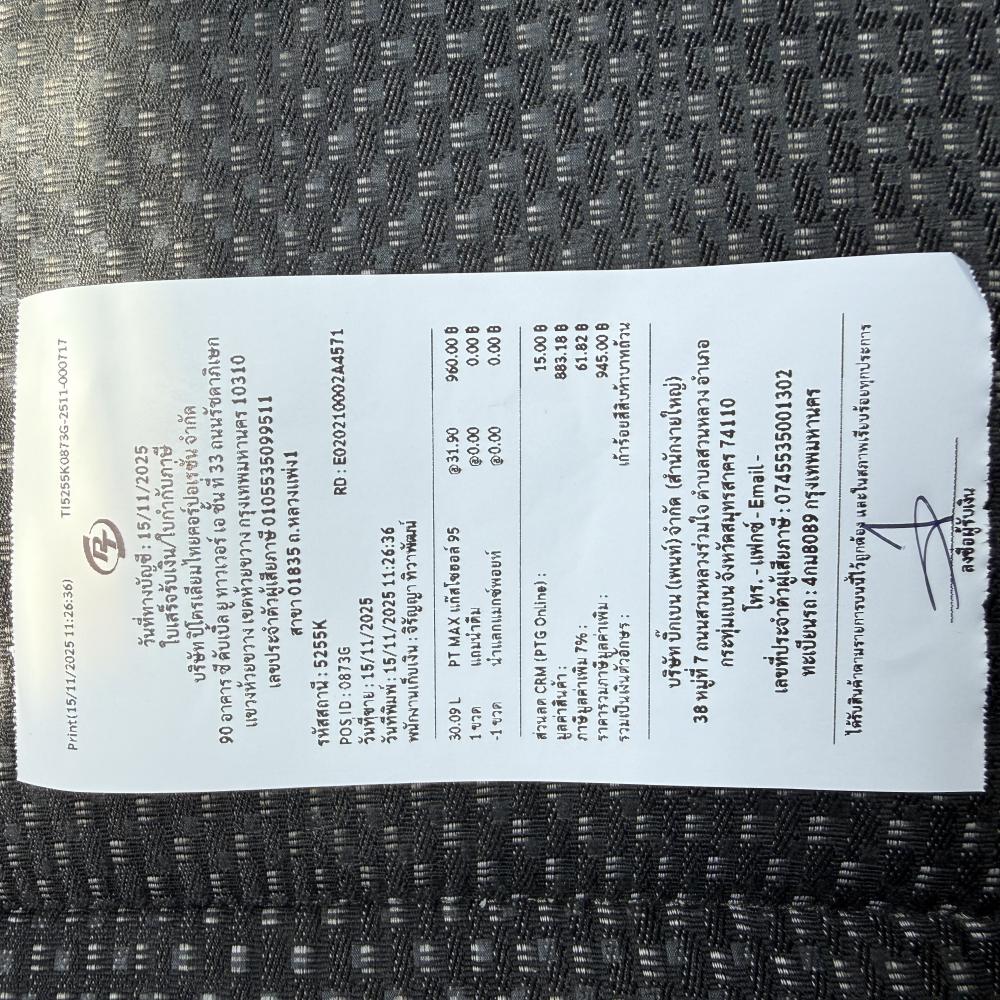 Print(15/11/2025 11:26:36) TI5255K0873G-2511-000717
PT
วันที่ทางบัญชี : 15/11/2025
ใบเสร็จรับเงิน/ใบกำกับภาษี
บริษัท ปิโตรเลียมไทยคอร์ปอเรชั่น จำกัด
90 อาคาร ซี ดับเบิ้ล ยู ทาวเวอร์ เอ ชั้น ที่ 33 ถนนรัชดาภิเษก
แขวงห้วยขวาง เขตห้วยขวาง กรุงเทพมหานคร 10310
เลขประจำตัวผู้เสียภาษี 0105535099511
สาขา 01835 ถ.หลวงแพ่ง1
รหัสสถานี : 5255K
POS ID : 0873G RD : E020210002A4571
วันที่ขาย : 15/11/2025
วันที่พิมพ์ : 15/11/2025 11:26:36
พนักงานเก็บเงิน : จิรัญญา ทิวาพัฒน์
30.09 L PT MAX แก๊สโซฮอล์ 95 @31.90 960.00 ฿
1 ขวด แถมน้ำดื่ม @0.00 0.00 ฿
-1 ขวด น้ำแลกแมกซ์พอยท์ @0.00 0.00 ฿
ส่วนลด CRM (PTG Online) : 15.00 ฿
มูลค่าสินค้า : 883.18 ฿
ภาษีมูลค่าเพิ่ม 7% : 61.82 ฿
ราคารวมภาษีมูลค่าเพิ่ม : 945.00 ฿
รวมเป็นเงินตัวอักษร : เก้าร้อยสี่สิบห้าบาทถ้วน
บริษัท บิ๊กเบน (เพนท์) จำกัด (สำนักงานใหญ่)
38 หมู่ที่ 7 ถนนสวนหลวงร่วมใจ ตำบลสวนหลวง อำเภอ
กระทุ่มแบน จังหวัดสมุทรสาคร 74110
โทร. - แฟกซ์ - Email -
เลขที่ประจำตัวผู้เสียภาษี : 0745535001302
ทะเบียนรถ : 4กม8089 กรุงเทพมหานคร
ได้รับสินค้าตามรายการบนนี้ไว้ถูกต้อง และในสภาพเรียบร้อยทุกประการ
ลงชื่อผู้รับเงิน